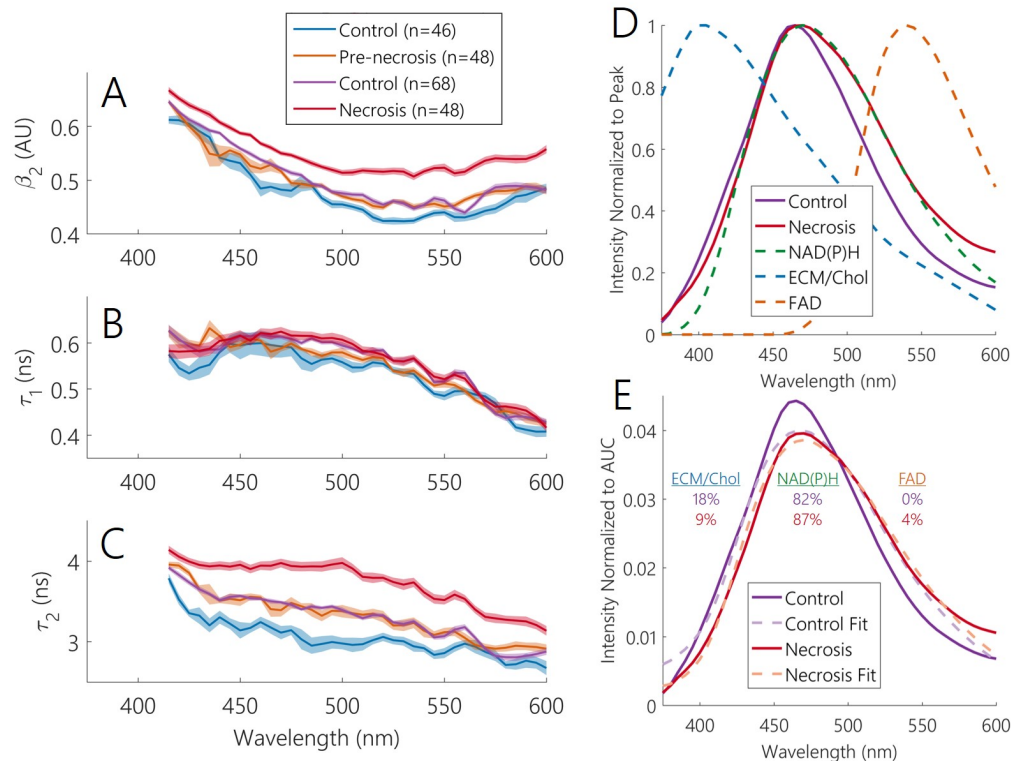 Control (n=46)
Pre-necrosis (n=48)
Control (n=68)
Necrosis (n=48)
A
β2 (AU)
0.6
0.5
0.4
400 450 500 550 600
B
τ1 (ns)
0.6
0.5
0.4
400 450 500 550 600
C
τ2 (ns)
4
3
400 450 500 550 600
Wavelength (nm)
D
Intensity Normalized to Peak
1
0.8
0.6
0.4
0.2
0
Control
Necrosis
NAD(P)H
ECM/Chol
FAD
400 450 500 550 600
Wavelength (nm)
E
Intensity Normalized to AUC
0.04
0.03
0.02
0.01
0
ECM/Chol NAD(P)H FAD
18% 82% 0%
9% 87% 4%
Control
Control Fit
Necrosis
Necrosis Fit
400 450 500 550 600
Wavelength (nm)